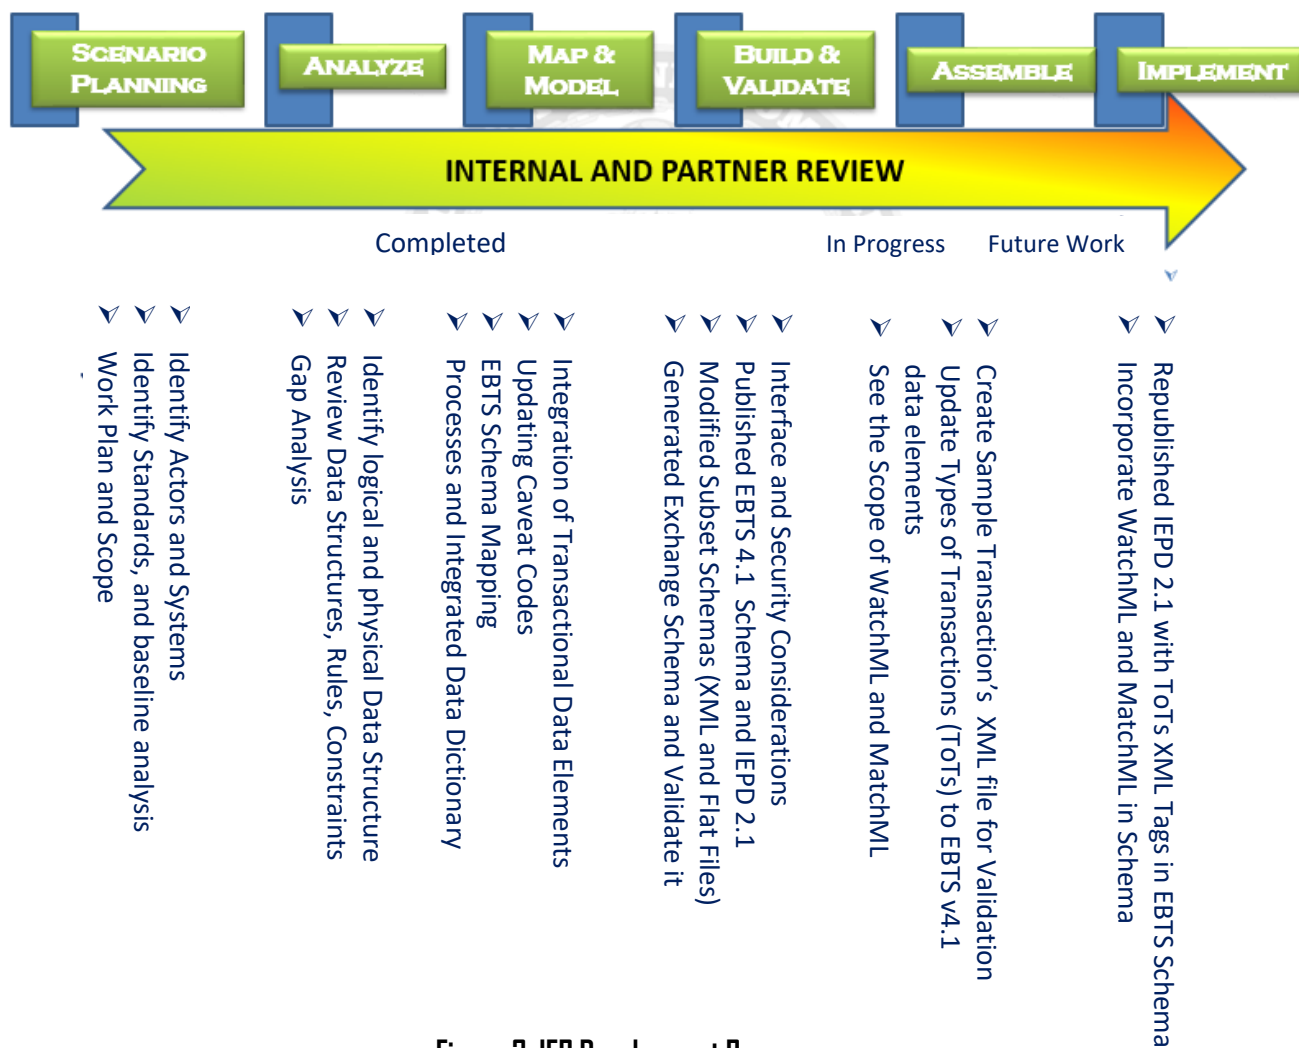 SCENARIO
PLANNING
ANALYZE
MAP &
MODEL
BUILD &
VALIDATE
ASSEMBLE
IMPLEMENT
INTERNAL AND PARTNER REVIEW
Completed
In Progress
Future Work
Identify Actors and Systems
Identify Standards, and baseline analysis
Work Plan and Scope
Identify logical and physical Data Structure
Review Data Structures, Rules, Constraints
Gap Analysis
Integration of Transactional Data Elements
Updating Caveat Codes
EBTS Schema Mapping
Processes and Integrated Data Dictionary
Interface and Security Considerations
Published EBTS 4.1 Schema and IEPD 2.1
Modified Subset Schemas (XML and Flat Files)
Generated Exchange Schema and Validate it
Create Sample Transaction's XML file for Validation
Update Types of Transactions (ToTs) to EBTS v4.1
data elements
See the Scope of WatchML and MatchML
Republished IEPD 2.1 with ToTs XML Tags in EBTS Schema
Incorporate WatchML and MatchML in Schema